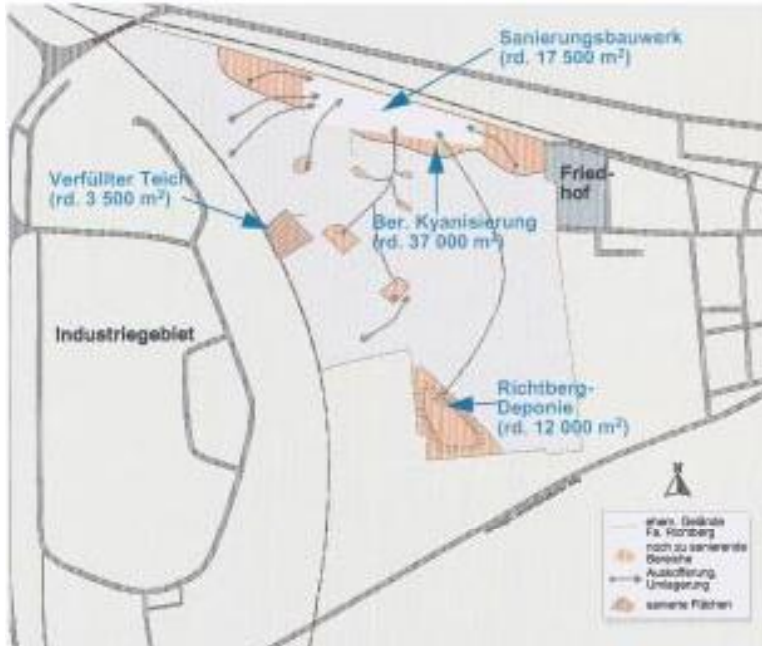 Sanierungsbauwerk
(rd. 17 500 m²)
Verfüllter Teich
(rd. 3 500 m²)
Fried-
hof
Ber. Kyanisierung
(rd. 37 000 m²)
Industriegebiet
Richtberg-
Deponie
(rd. 12 000 m²)
N
ehem. Gelände
Fa. Richtberg
noch zu sanierende
Bereiche
Auskofferung,
Umlagerung
sanierte Flächen